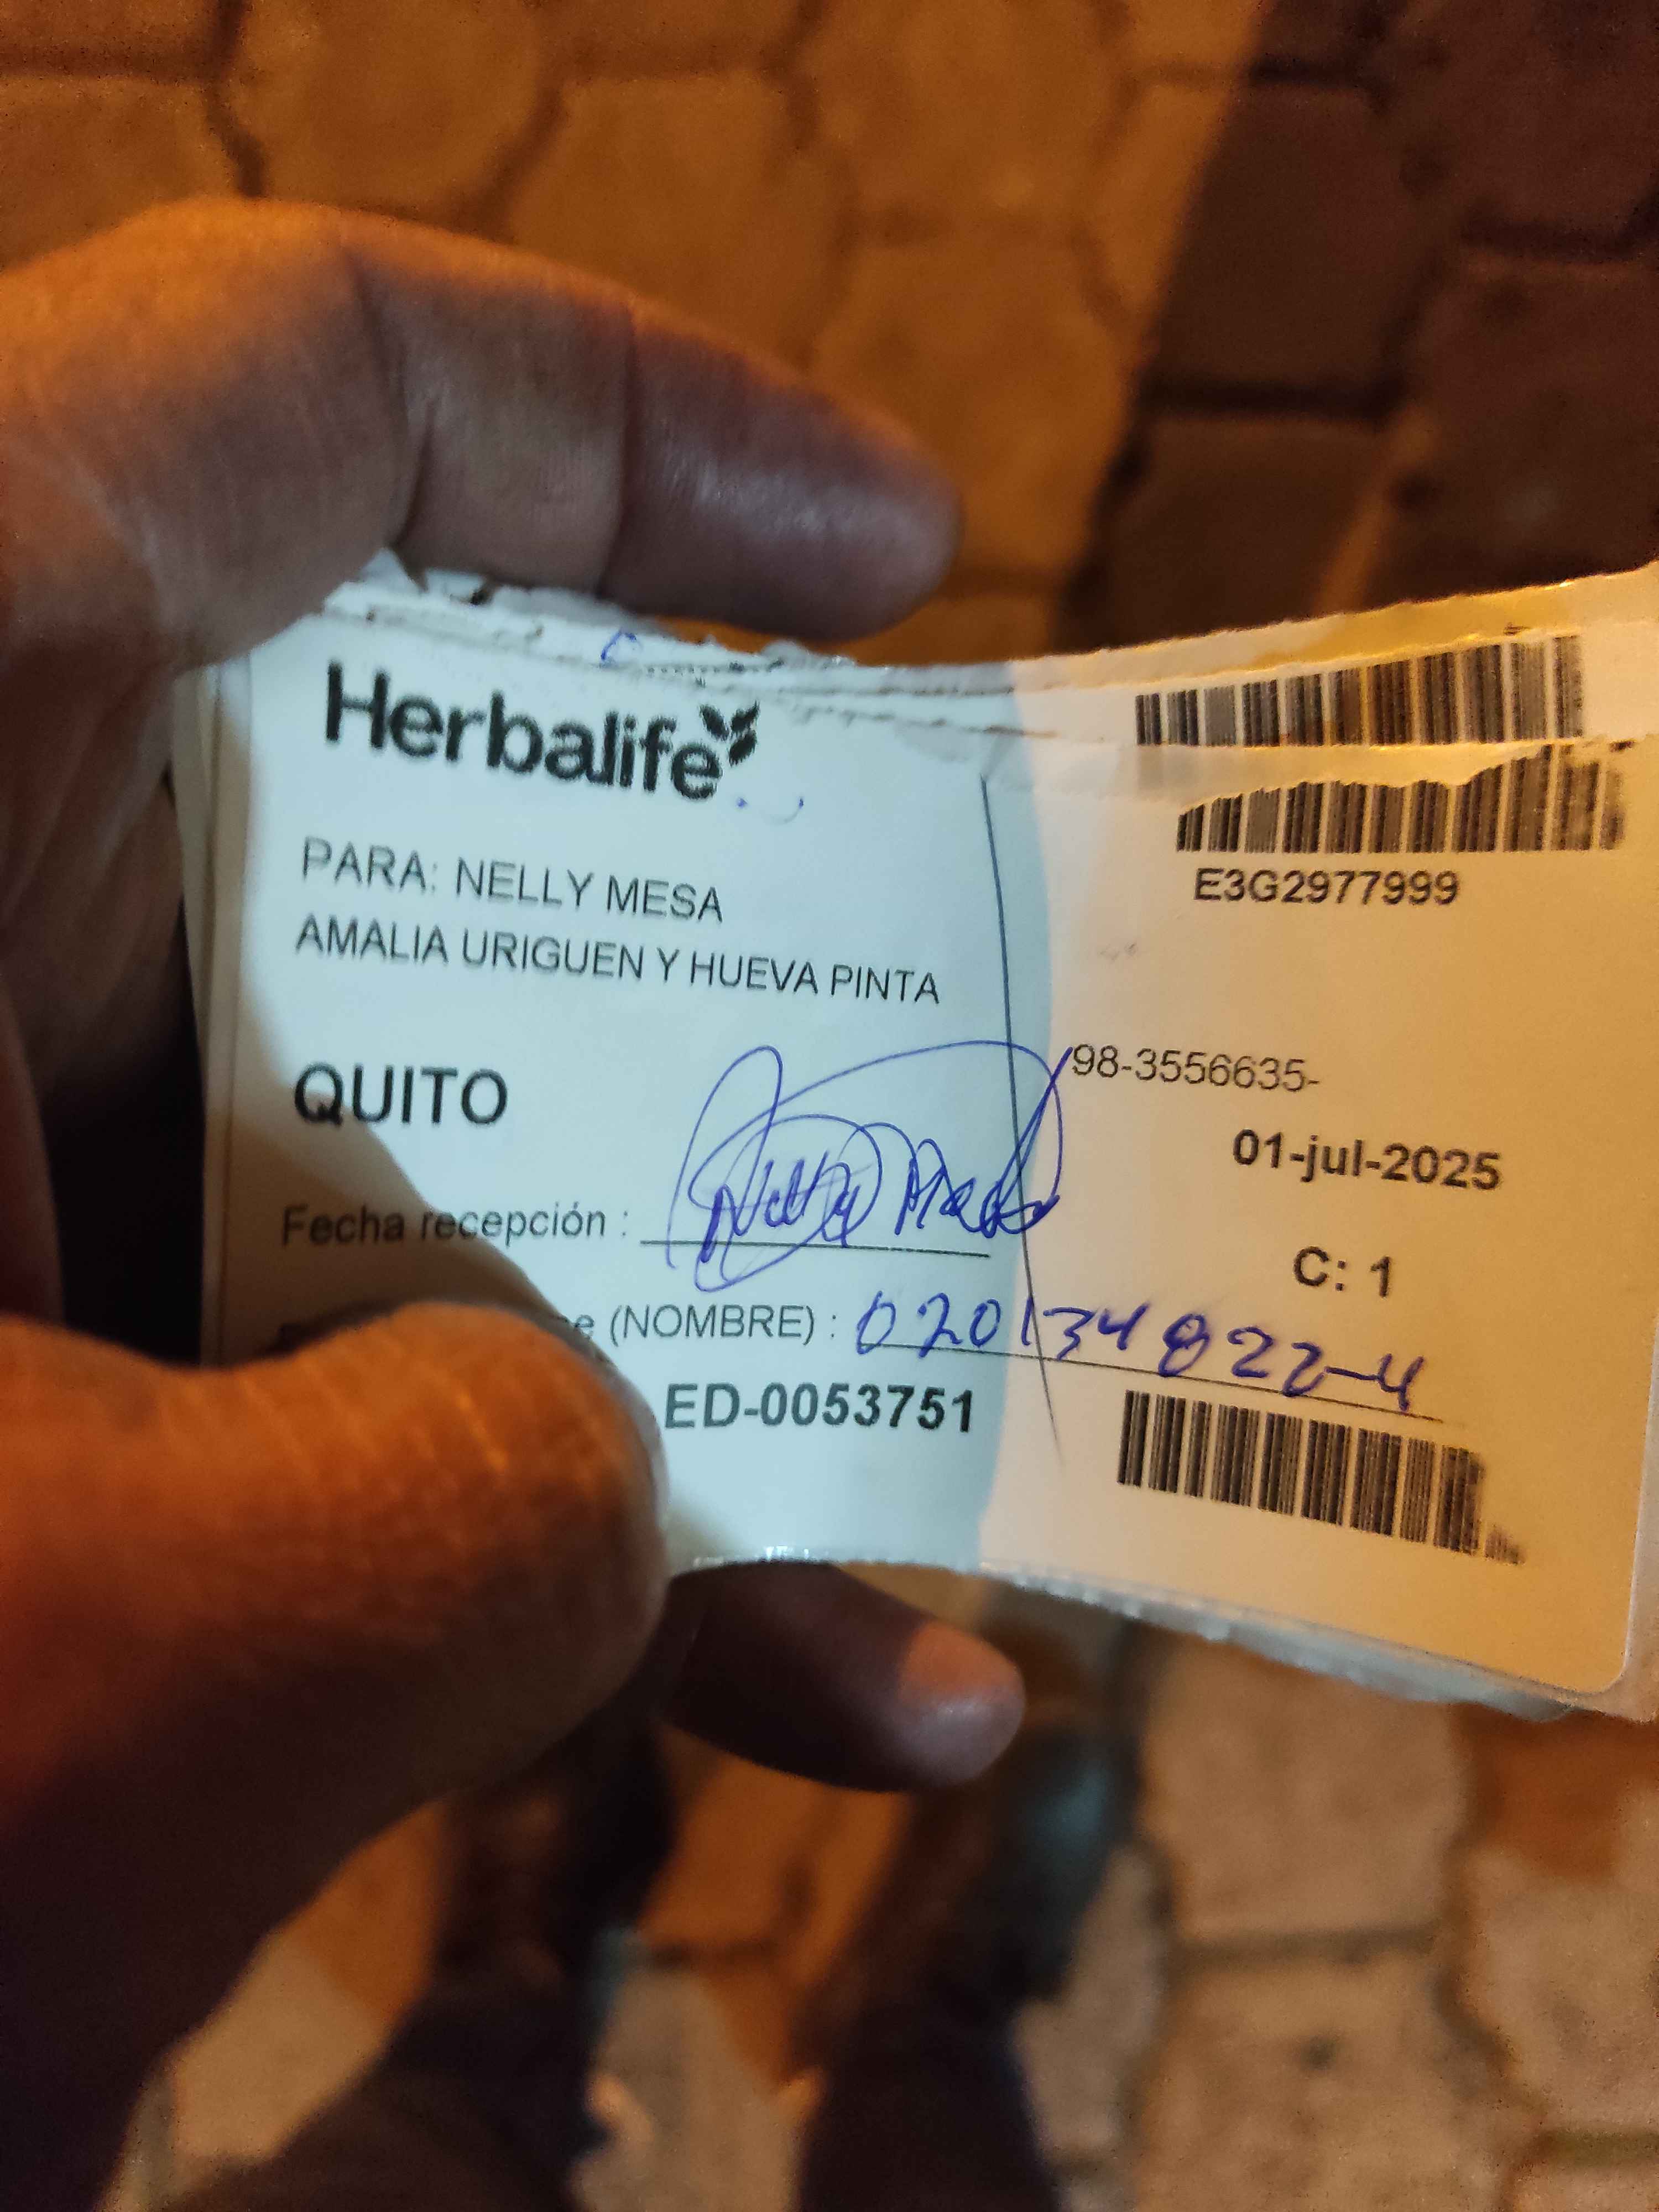 Herbalife
E3G2977999
PARA: NELLY MESA
AMALIA URIGUEN Y HUEVA PINTA
98-3556635-
QUITO
01-jul-2025
Fecha recepción :
C: 1
(NOMBRE) : 020134822-4
ED-0053751